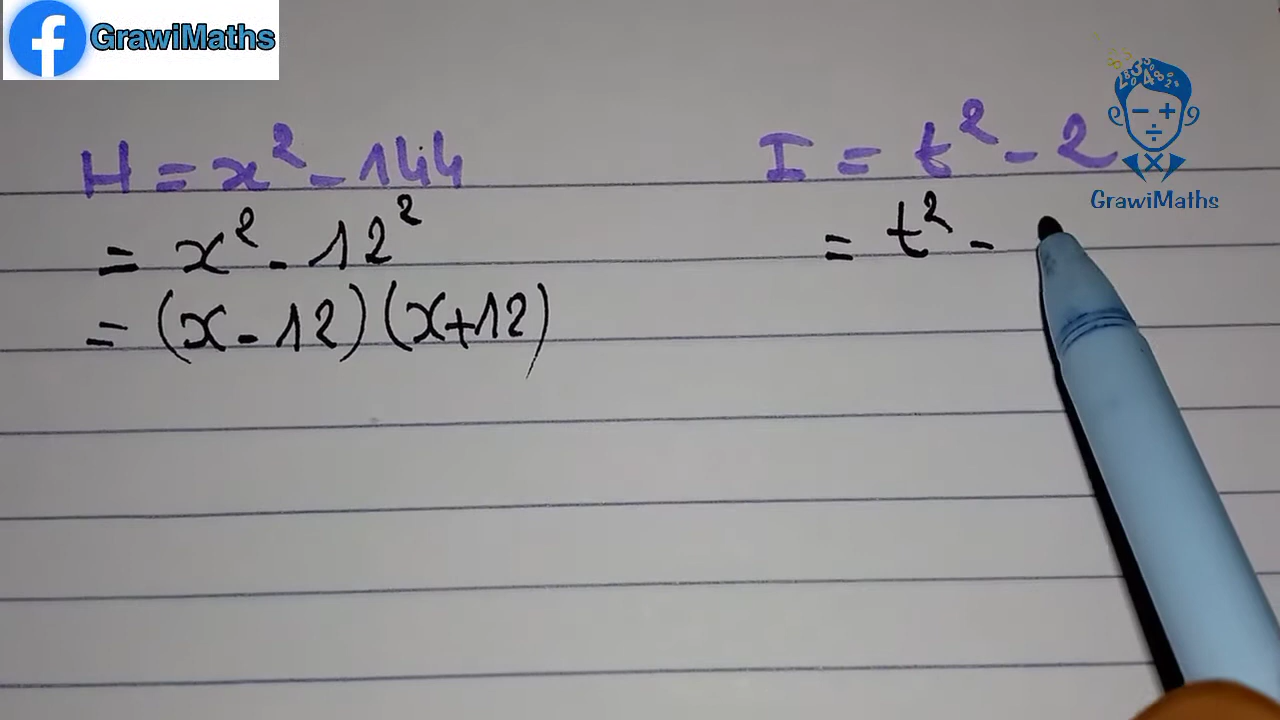 GrawiMaths
H = x² - 144
= x² - 12²
= (x - 12)(x + 12)
I = t² - 2
= t² -
GrawiMaths